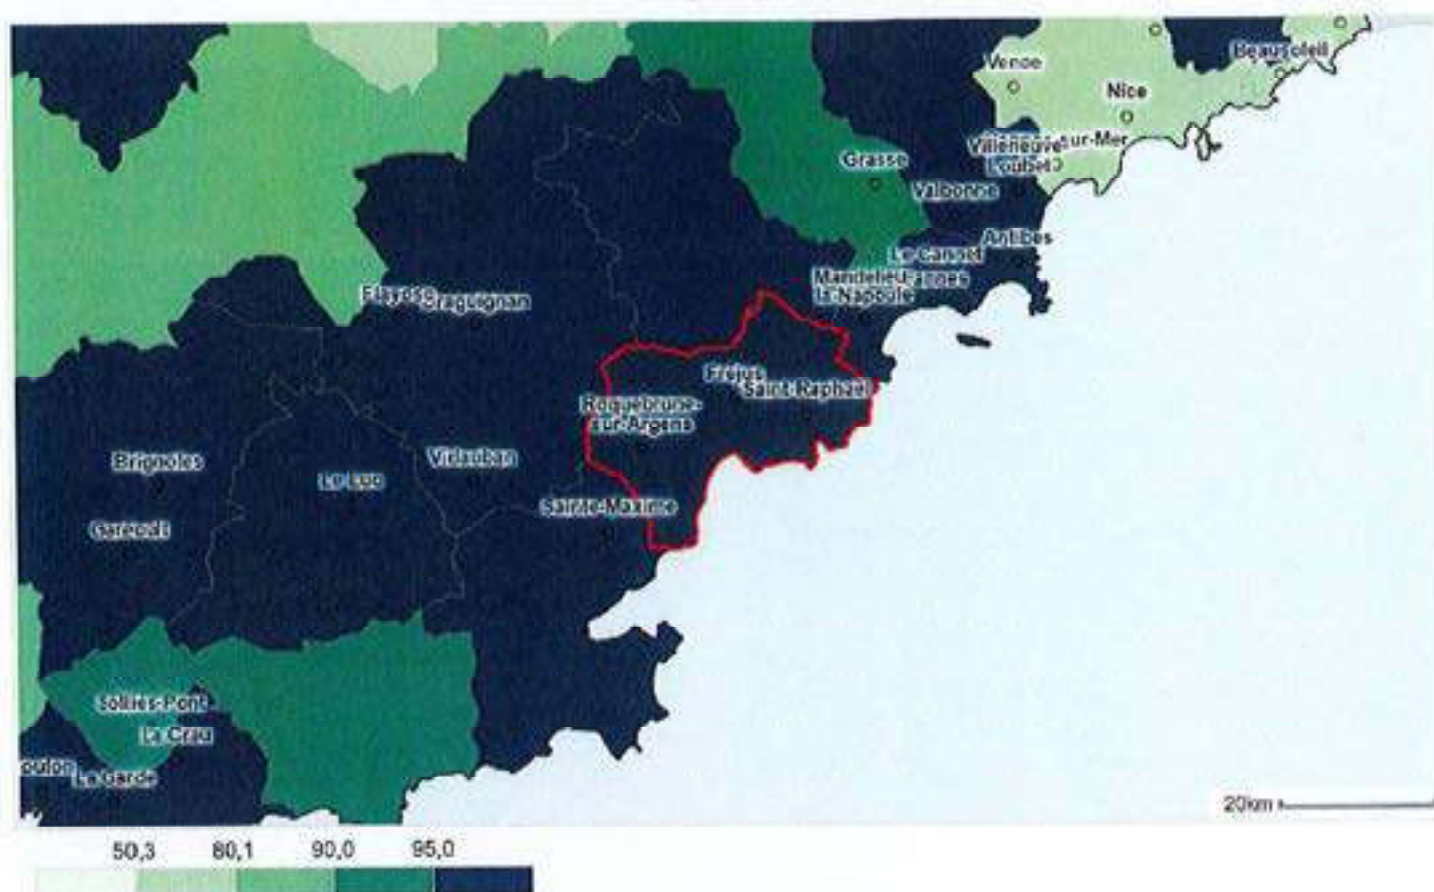 Beausoleil
Vence
Nice
Villeneuve-
Loubet
sur-Mer
Grasse
Valbonne
Antibes
Le Cannet
Mandelieu-
la-Napoule
Cannes
Flayosc
Draguignan
Fréjus
Saint-Raphaël
Roquebrune-
sur-Argens
Brignoles
Vidauban
Le Luc
Sainte-Maxime
Garéoult
Solliès-Pont
La Crau
oulon
La Garde
20km
50,3 80,1 90,0 95,0